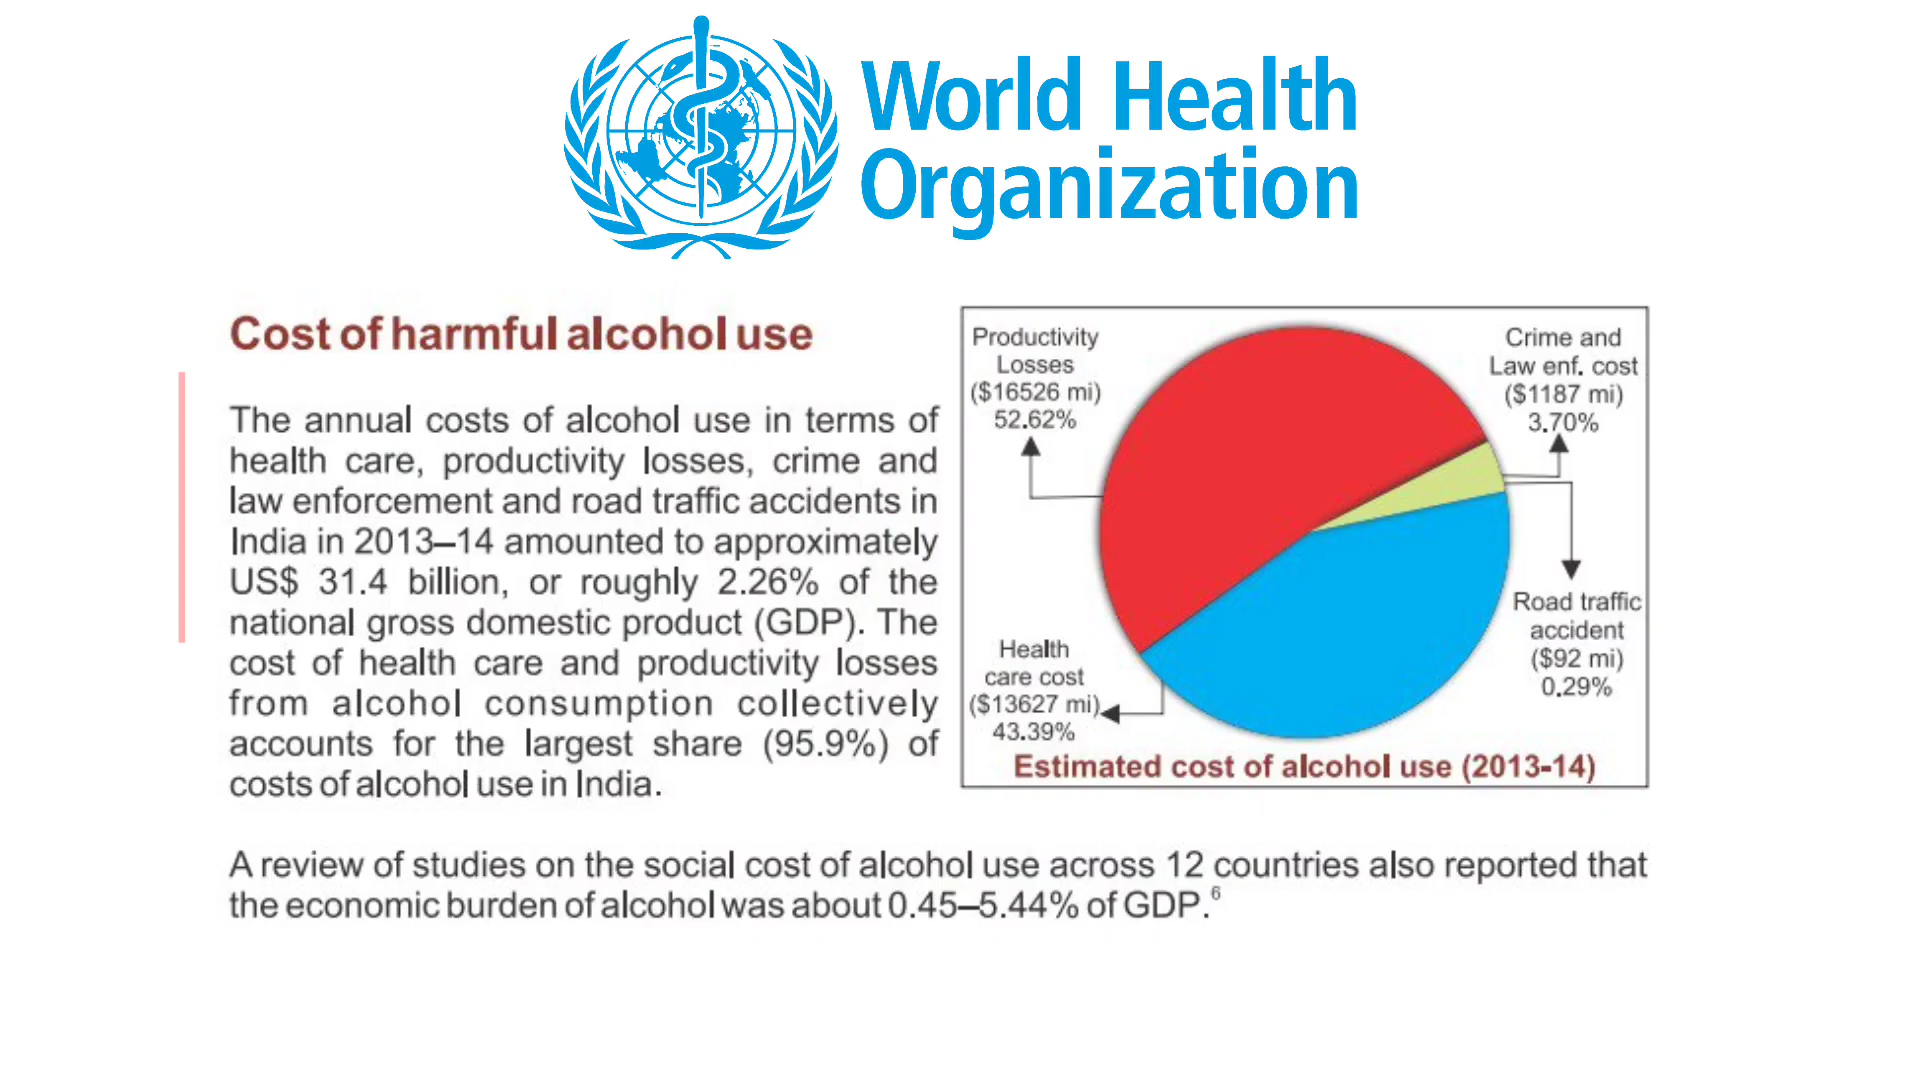 World Health
Organization
Cost of harmful alcohol use
The annual costs of alcohol use in terms of
health care, productivity losses, crime and
law enforcement and road traffic accidents in
India in 2013–14 amounted to approximately
US$ 31.4 billion, or roughly 2.26% of the
national gross domestic product (GDP). The
cost of health care and productivity losses
from alcohol consumption collectively
accounts for the largest share (95.9%) of
costs of alcohol use in India.
Productivity
Losses
($16526 mi)
52.62%
Crime and
Law enf. cost
($1187 mi)
3.70%
Health
care cost
($13627 mi)
43.39%
Road traffic
accident
($92 mi)
0.29%
Estimated cost of alcohol use (2013-14)
A review of studies on the social cost of alcohol use across 12 countries also reported that
the economic burden of alcohol was about 0.45–5.44% of GDP.⁶